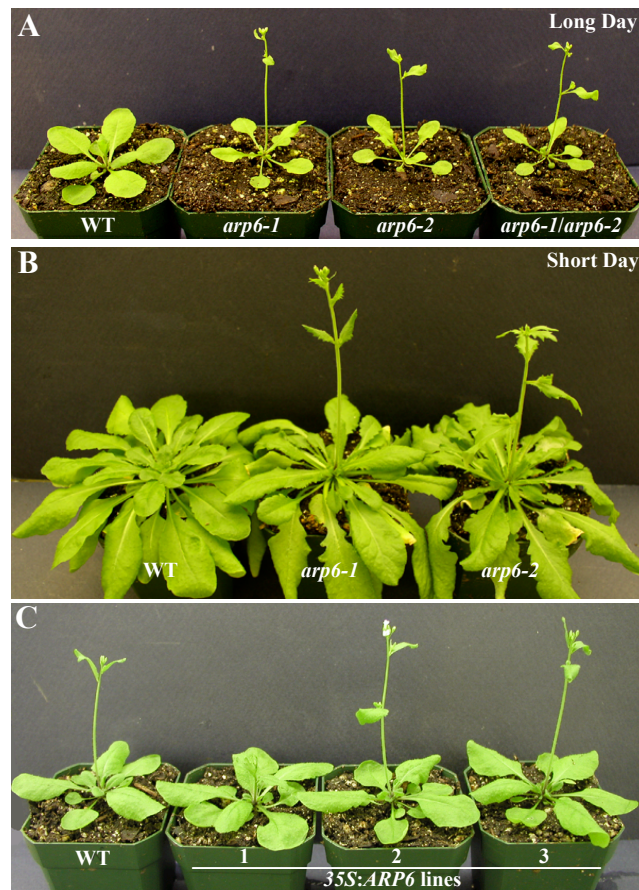 A
Long Day
WT
arp6-1
arp6-2
arp6-1/arp6-2
B
Short Day
WT
arp6-1
arp6-2
C
WT
1
2
3
35S:ARP6 lines